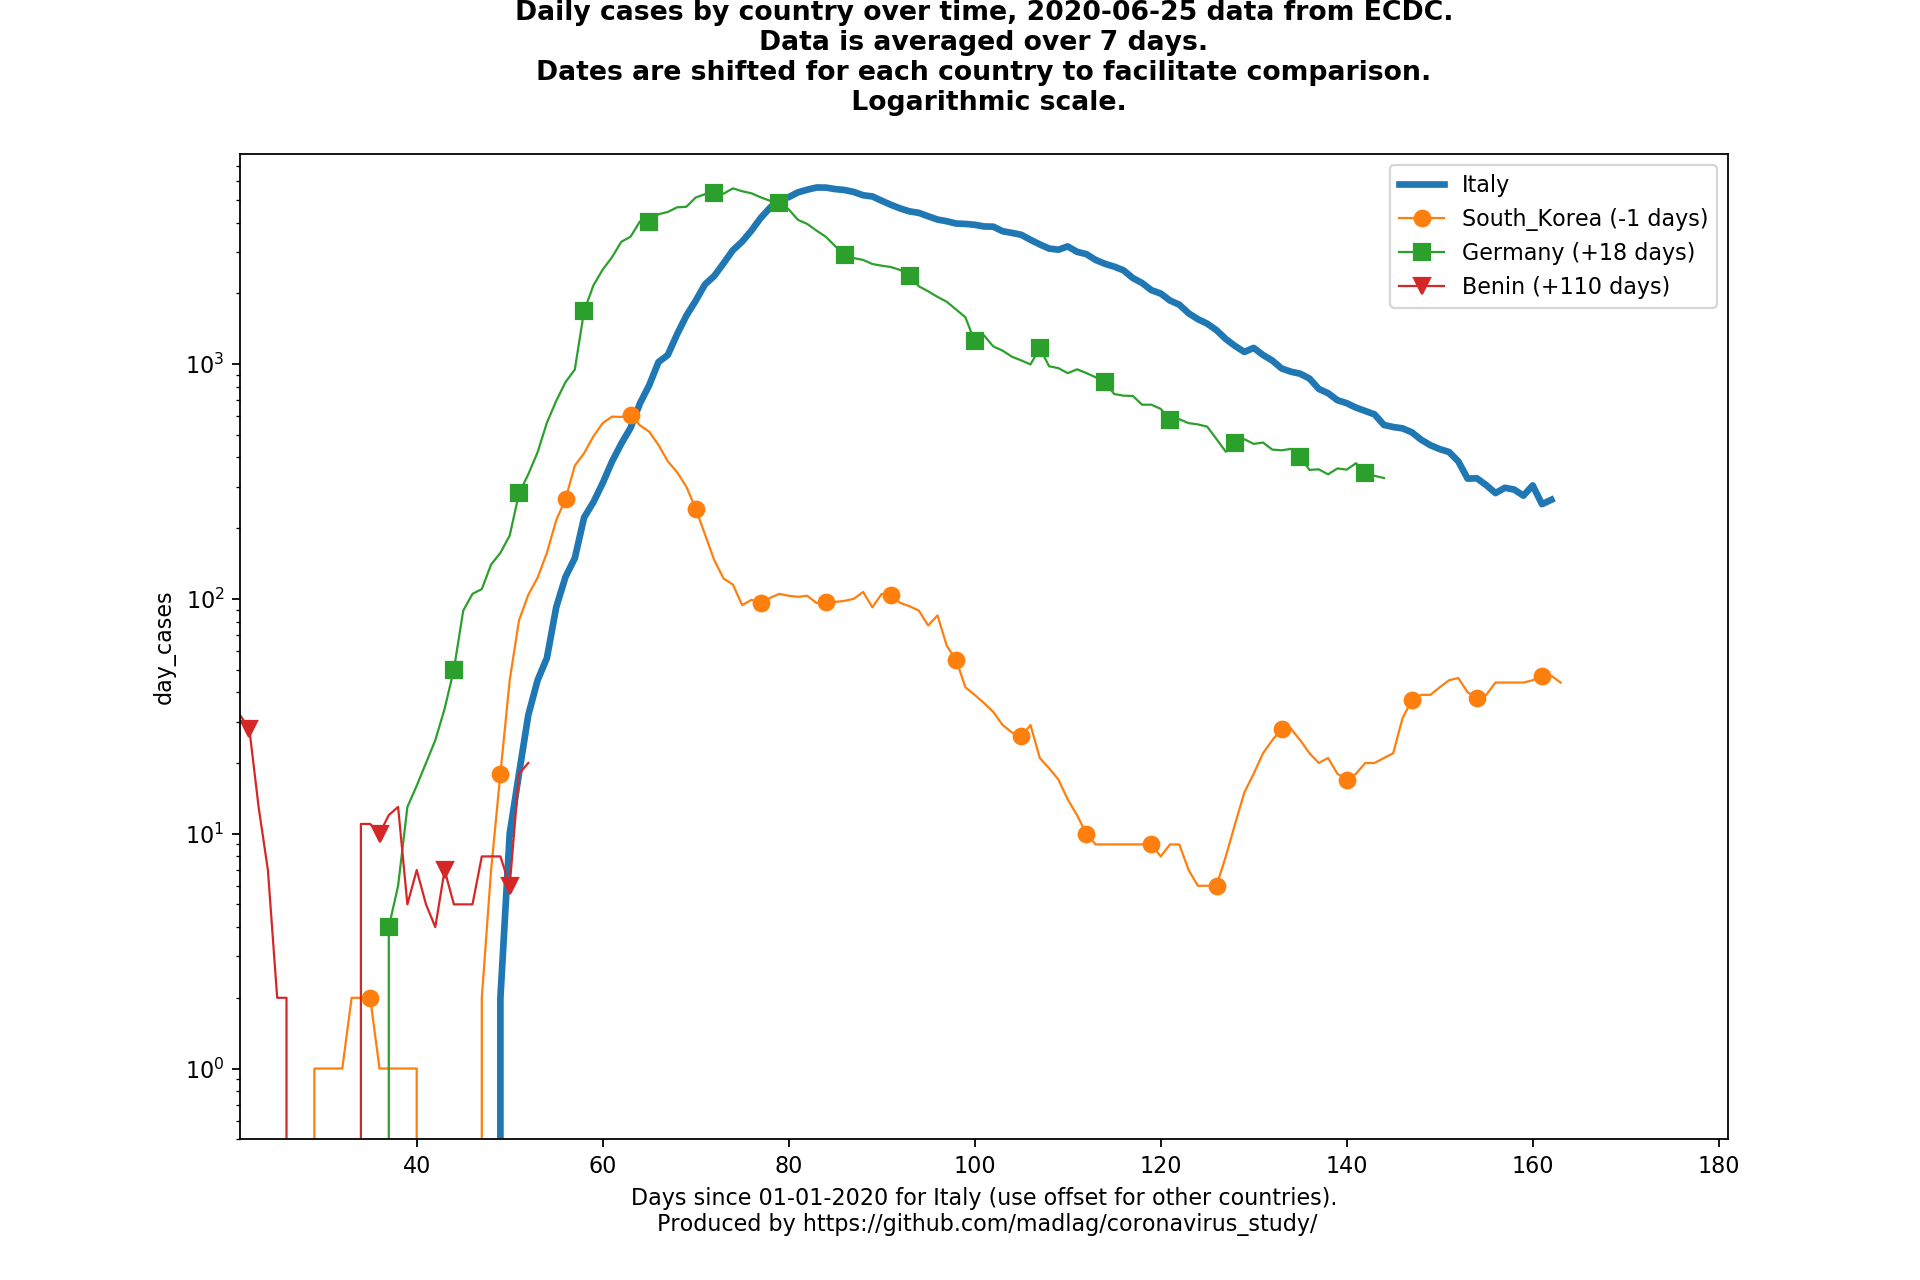 Daily cases by country over time, 2020-06-25 data from ECDC.
Data is averaged over 7 days.
Dates are shifted for each country to facilitate comparison.
Logarithmic scale.
Italy
South_Korea (-1 days)
Germany (+18 days)
Benin (+110 days)
day_cases
10³
10²
10¹
10⁰
40 60 80 100 120 140 160 180
Days since 01-01-2020 for Italy (use offset for other countries).
Produced by https://github.com/madlag/coronavirus_study/